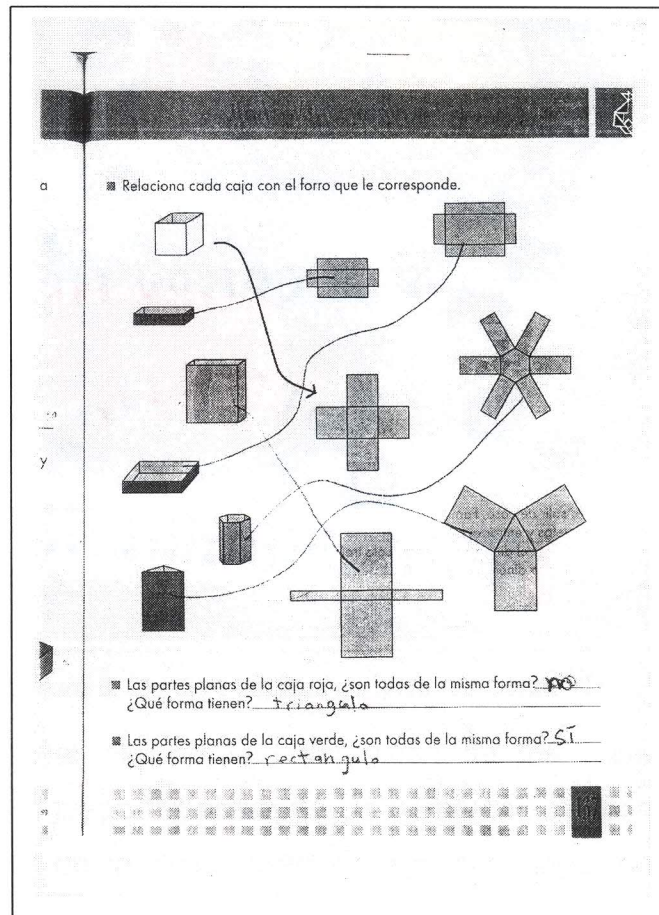 a
Relaciona cada caja con el forro que le corresponde.
y
Las partes planas de la caja roja, ¿son todas de la misma forma? no
¿Qué forma tienen? triangulo
Las partes planas de la caja verde, ¿son todas de la misma forma? SÍ
¿Qué forma tienen? rectangulo
s